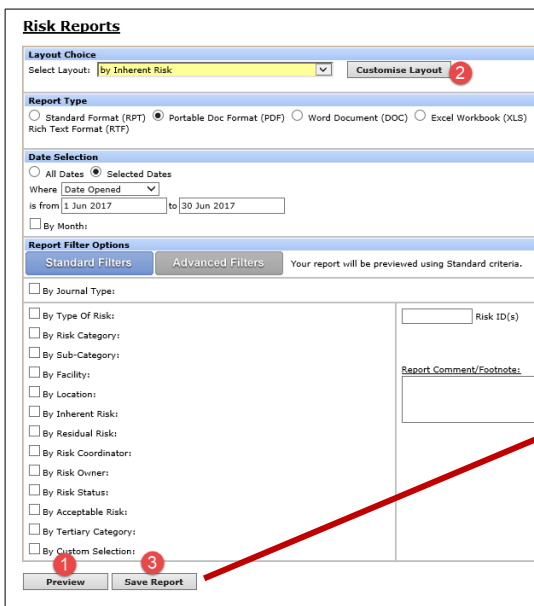 Risk Reports
Layout Choice
Select Layout: by Inherent Risk Customise Layout 2
Report Type
Standard Format (RPT) Portable Doc Format (PDF) Word Document (DOC) Excel Workbook (XLS)
Rich Text Format (RTF)
Date Selection
All Dates Selected Dates
Where Date Opened
is from 1 Jun 2017 to 30 Jun 2017
By Month:
Report Filter Options
Standard Filters Advanced Filters Your report will be previewed using Standard criteria.
By Journal Type:
By Type Of Risk: Risk ID(s)
By Risk Category:
By Sub-Category:
By Facility: Report Comment/Footnote:
By Location:
By Inherent Risk:
By Residual Risk:
By Risk Coordinator:
By Risk Owner:
By Risk Status:
By Acceptable Risk:
By Tertiary Category:
By Custom Selection:
1 3
Preview Save Report